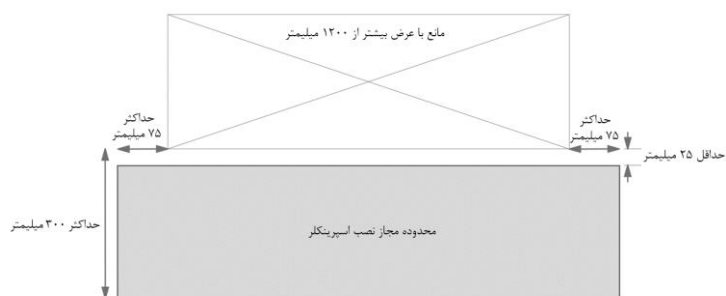 مانع با عرض بیشتر از ۱۲۰۰ میلیمتر
حداکثر
۷۵ میلیمتر
حداکثر
۷۵ میلیمتر
حداقل ۲۵ میلیمتر
حداکثر ۳۰۰ میلیمتر
محدوده مجاز نصب اسپرینکلر